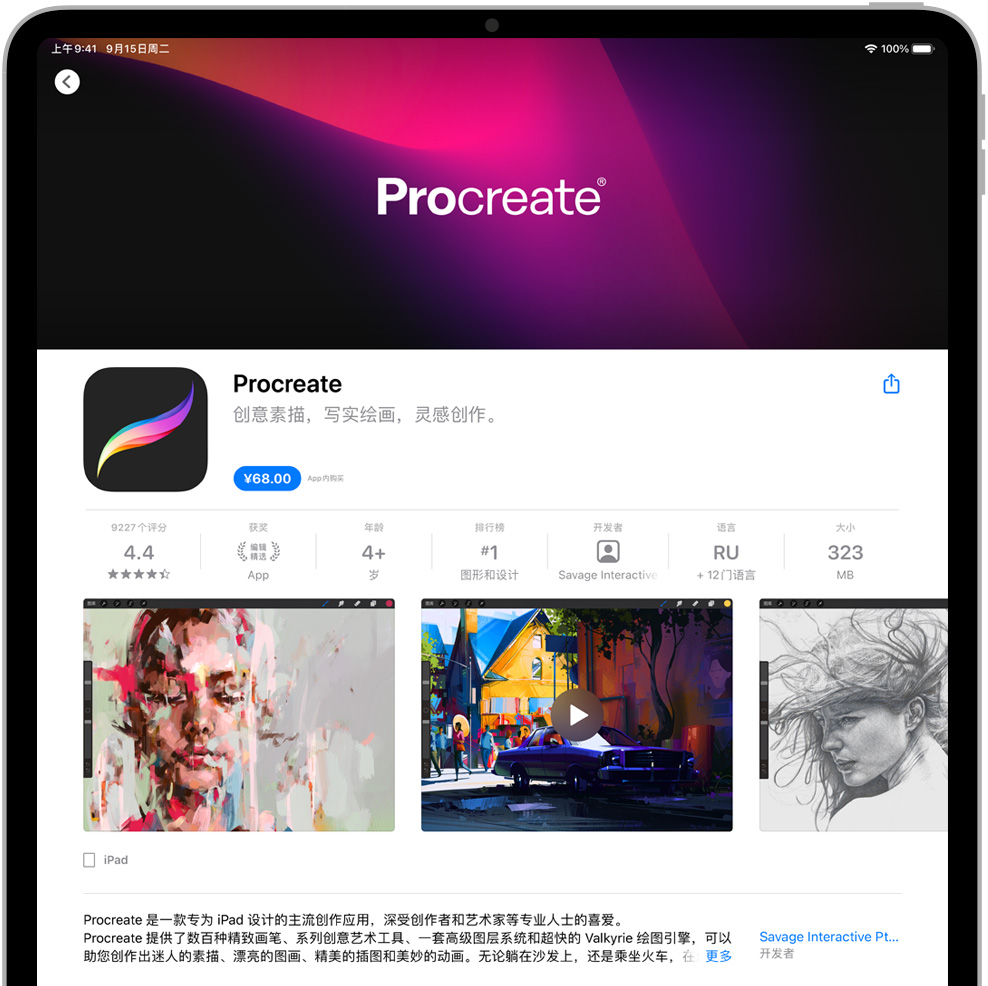 上午9:41 9月15日周二
100%
Procreate®
Procreate
创意素描，写实绘画，灵感创作。
¥68.00 App内购买
9227个评分 获奖 年龄 排行榜 开发者 语言 大小
4.4 编辑精选 4+ #1 RU 323
App 岁 图形和设计 Savage Interactive + 12门语言 MB
iPad
Procreate 是一款专为 iPad 设计的主流创作应用，深受创作者和艺术家等专业人士的喜爱。
Procreate 提供了数百种精致画笔、系列创意艺术工具、一套高级图层系统和超快的 Valkyrie 绘图引擎，可以
助您创作出迷人的素描、漂亮的图画、精美的插图和美妙的动画。无论躺在沙发上，还是乘坐火车，在 更多
Savage Interactive Pt...
开发者